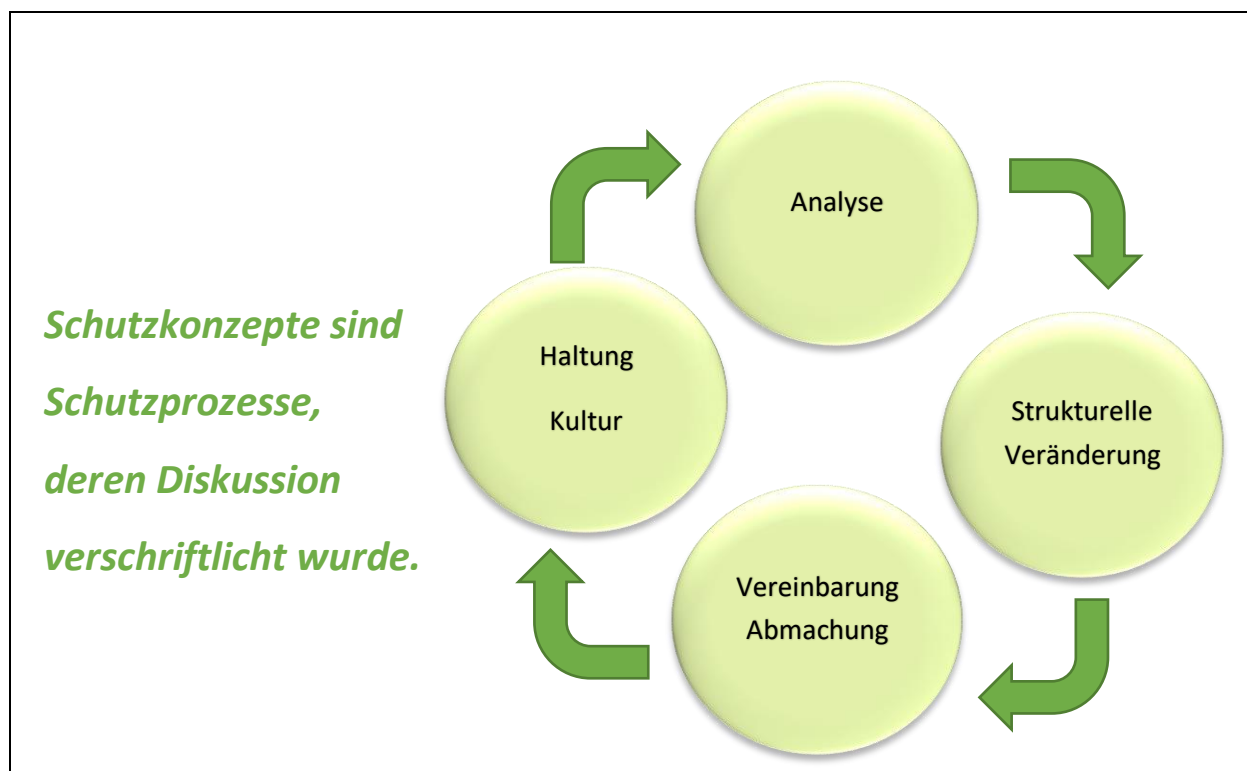 Schutzkonzepte sind
Schutzprozesse,
deren Diskussion
verschriftlicht wurde.
Analyse
Strukturelle
Veränderung
Vereinbarung
Abmachung
Haltung
Kultur